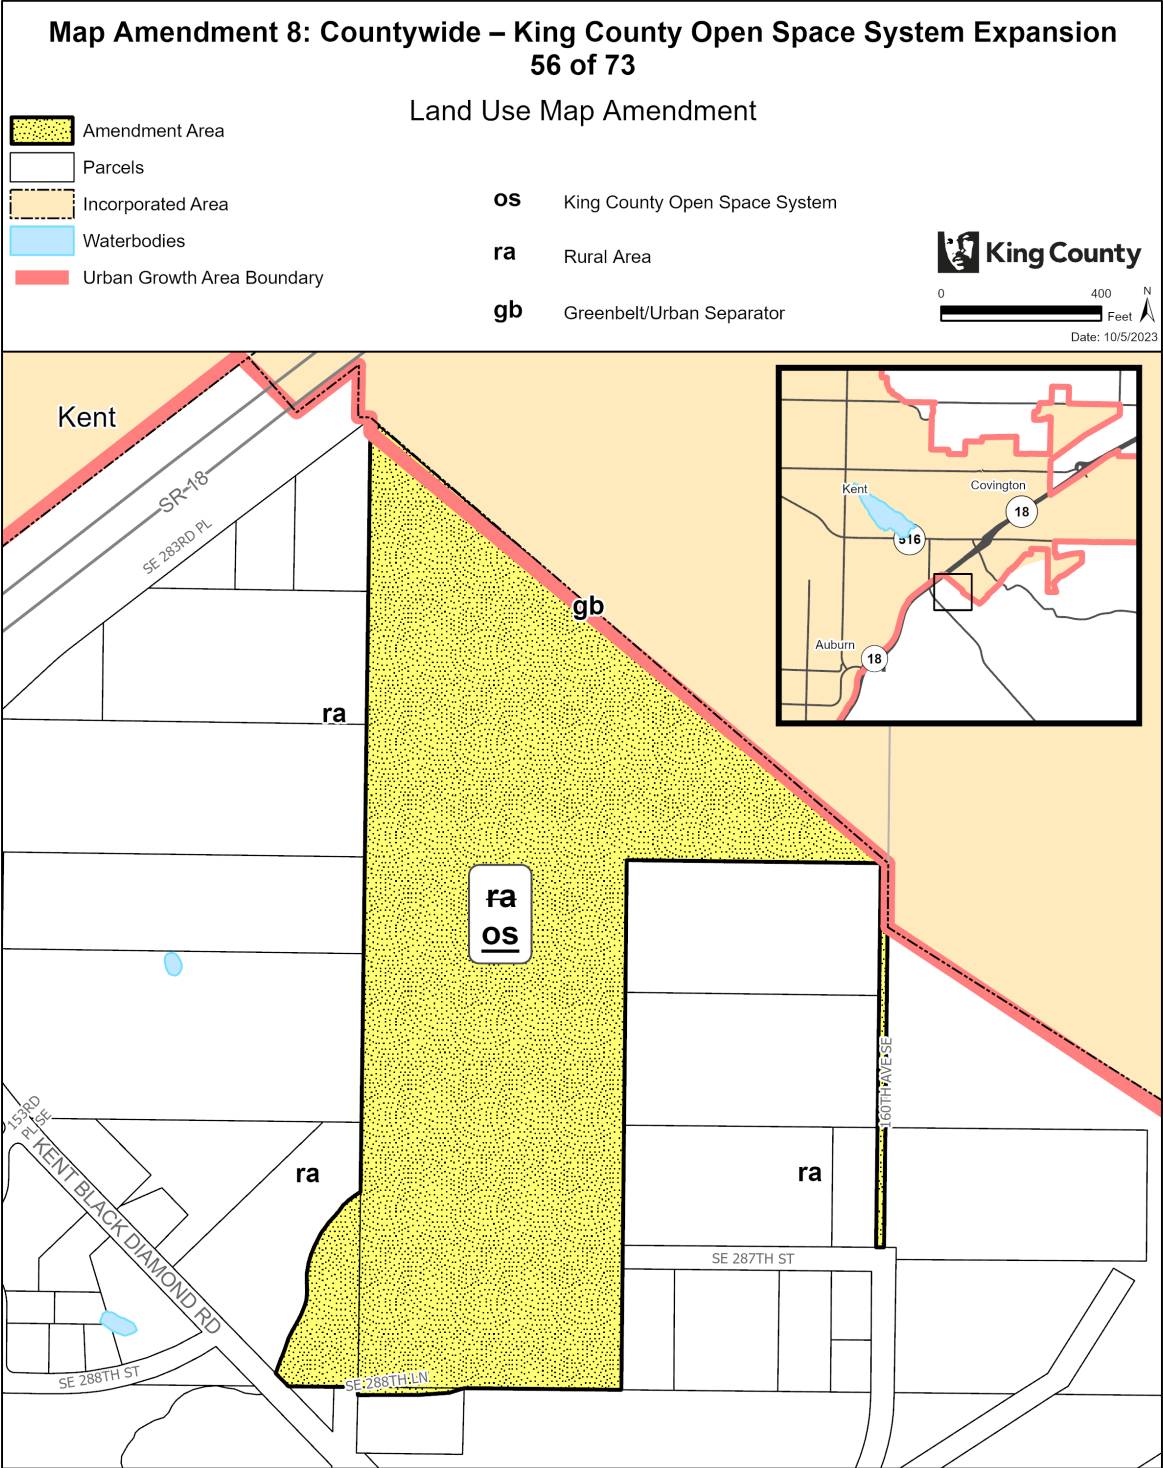 Map Amendment 8: Countywide – King County Open Space System Expansion
56 of 73
Land Use Map Amendment
Amendment Area
Parcels
Incorporated Area
Waterbodies
Urban Growth Area Boundary
os King County Open Space System
ra Rural Area
gb Greenbelt/Urban Separator
King County
0 400
Feet
N
Date: 10/5/2023
Kent
SR-18
SE 283RD PL
gb
ra
ra
os
Kent
Covington
18
516
Auburn
18
160TH AVE SE
153RD
PL SE
KENT BLACK DIAMOND RD
ra
ra
SE 287TH ST
SE 288TH ST
SE 288TH LN